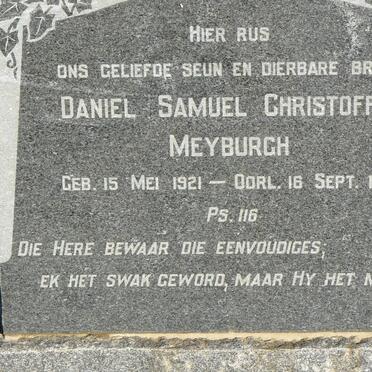 HIER RUS
ONS GELIEFDE SEUN EN DIERBARE
DANIEL SAMUEL
MEYBURGH
GEB. 15 MEI 1921 — OORL. 16 SEPT.
PS. 116
DIE HERE BEWAAR DIE EENVOUDIGES;
EK HET SWAK GEWORD, MAAR HY HET